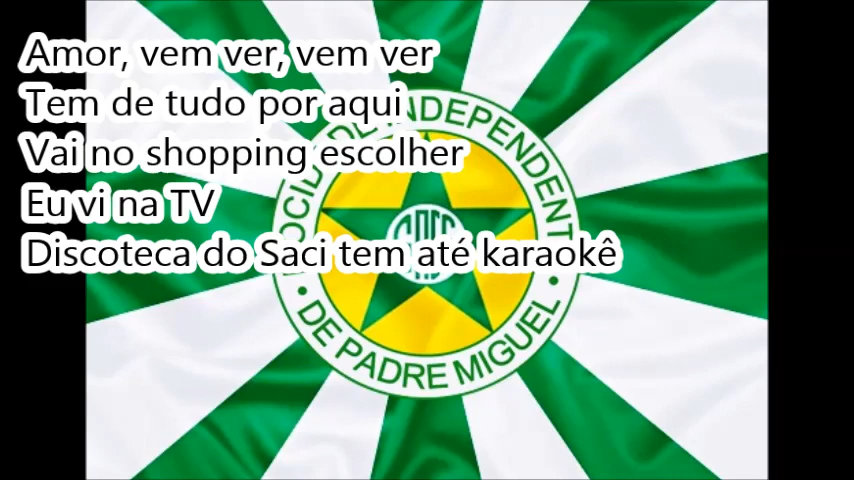 Amor, vem ver, vem ver
Tem de tudo por aqui
Vai no shopping escolher
Eu vi na TV
Discoteca do Saci tem até karaokê
INDEPENDENT
• DE PADRE MIGUEL •